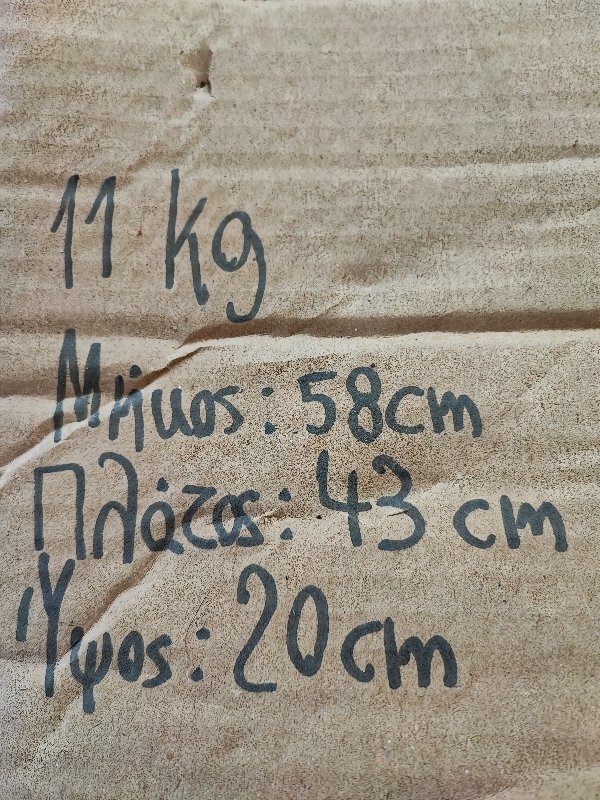 11 kg
Μήκος: 58cm
Πλάτος: 43 cm
Ύψος: 20cm